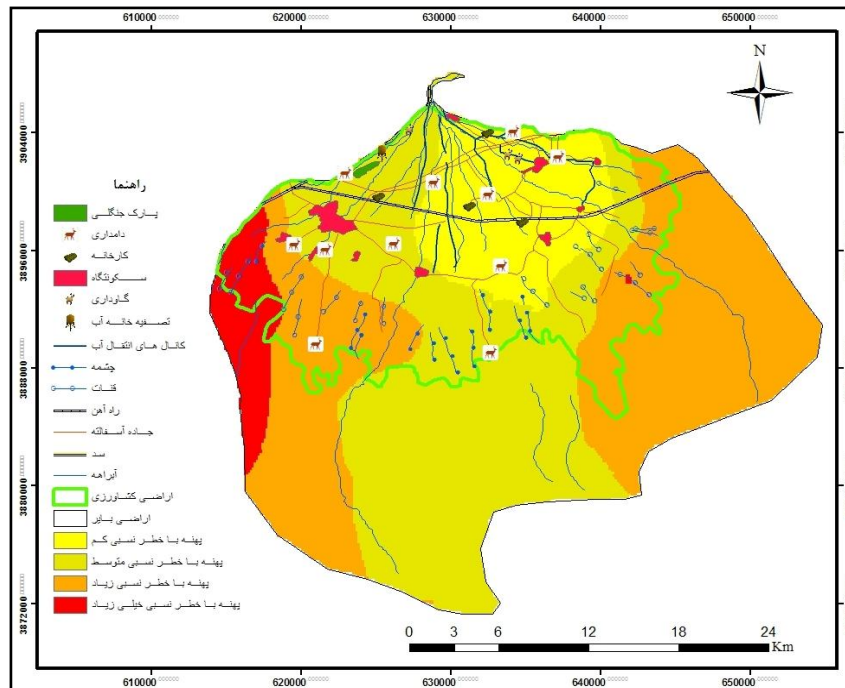 610000 620000 630000 640000 650000
N
3904000
3896000
3888000
3880000
3872000
راهنما
پارک جنگلی
دامداری
کارخانه
سکونتگاه
گاوداری
تصفیه خانه آب
کانال های انتقال آب
چشمه
قنات
راه آهن
جاده آسفالته
سد
آبراهه
اراضی کشاورزی
اراضی بایر
پهنه با خطر نسبی کم
پهنه با خطر نسبی متوسط
پهنه با خطر نسبی زیاد
پهنه با خطر نسبی خیلی زیاد
0 3 6 12 18 24
Km
610000 620000 630000 640000 650000